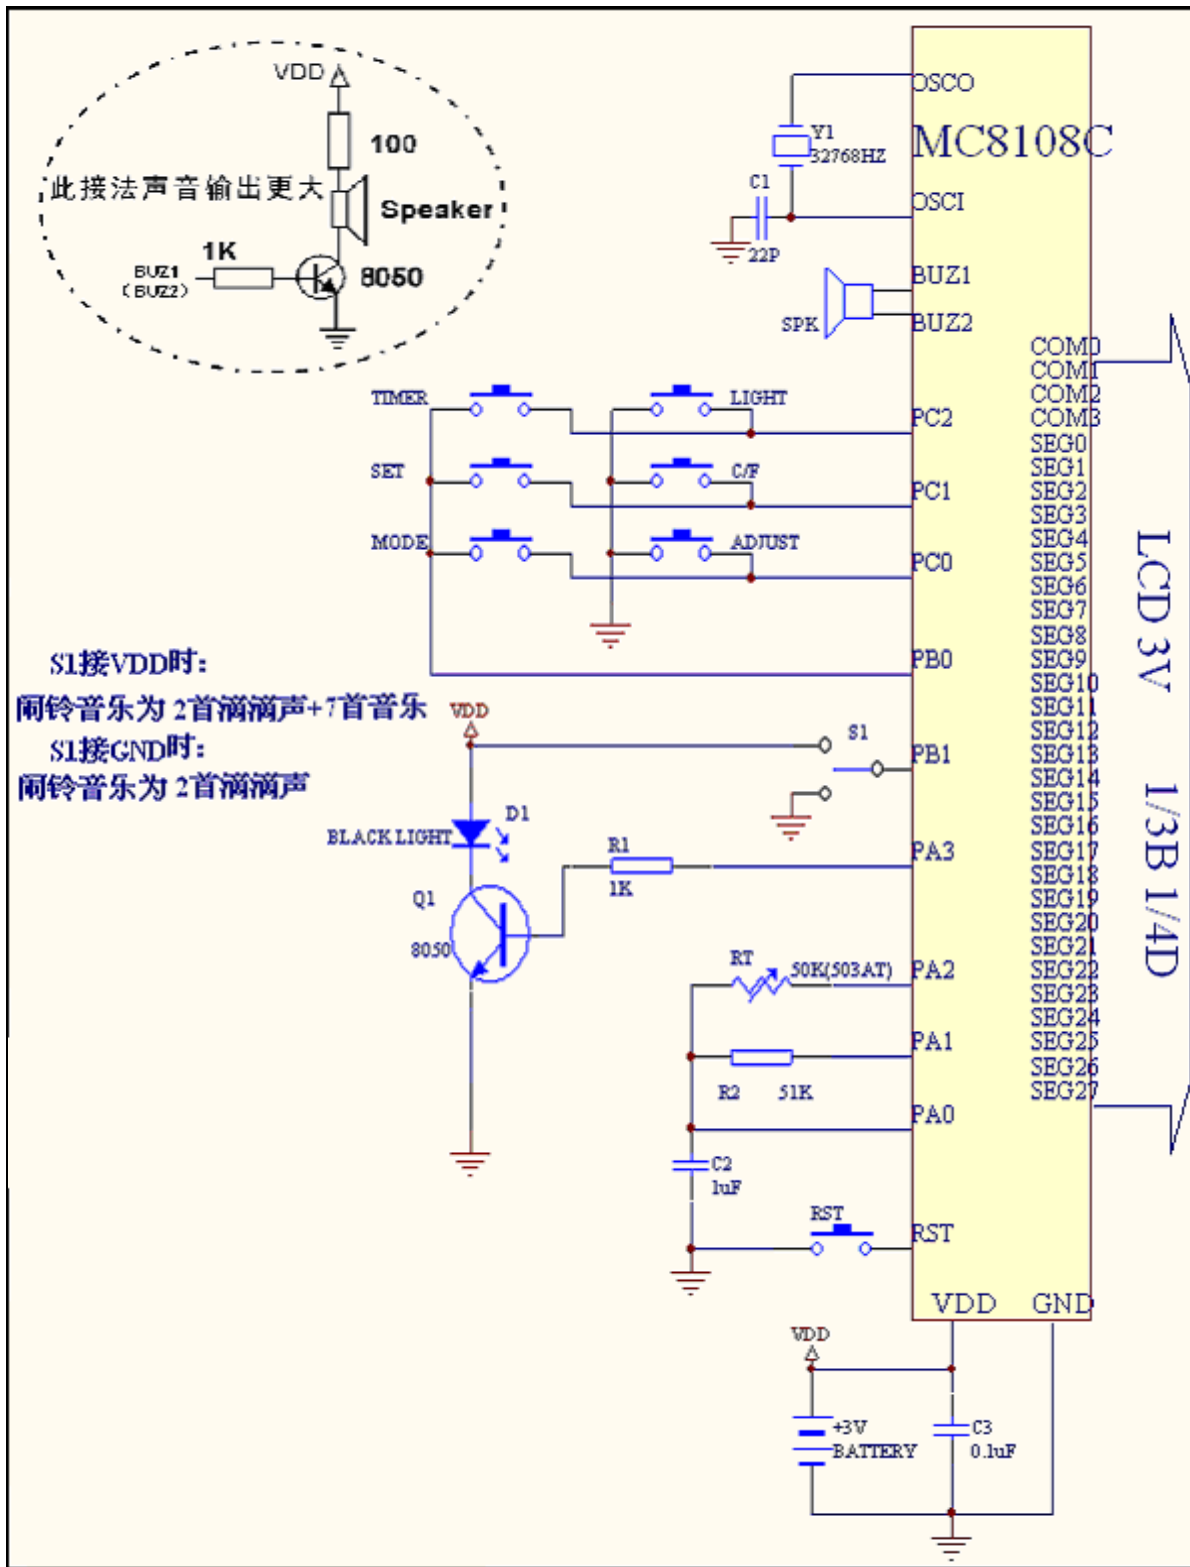 VDD
100
此接法声音输出更大
Speaker
1K
BUZ1
(BUZ2)
8050
OSCO
MC8108C
Y1
32768HZ
C1
OSCI
22P
BUZ1
SPK
BUZ2
COM0
COM1
COM2
COM3
SEG0
SEG1
SEG2
SEG3
SEG4
SEG5
SEG6
SEG7
SEG8
SEG9
SEG10
SEG11
SEG12
SEG13
SEG14
SEG15
SEG16
SEG17
SEG18
SEG19
SEG20
SEG21
SEG22
SEG23
SEG24
SEG25
SEG26
SEG27
LCD 3V 1/3B 1/4D
TIMER
LIGHT
PC2
SET
C/F
PC1
MODE
ADJUST
PC0
PB0
S1接VDD时:
闹铃音乐为 2首滴滴声+7首音乐
S1接GND时:
闹铃音乐为 2首滴滴声
VDD
S1
PB1
D1
BLACK LIGHT
R1
1K
PA3
Q1
8050
RT
50K(503AT)
PA2
PA1
R2
51K
PA0
C2
1uF
RST
RST
VDD
GND
VDD
+3V
BATTERY
C3
0.1uF